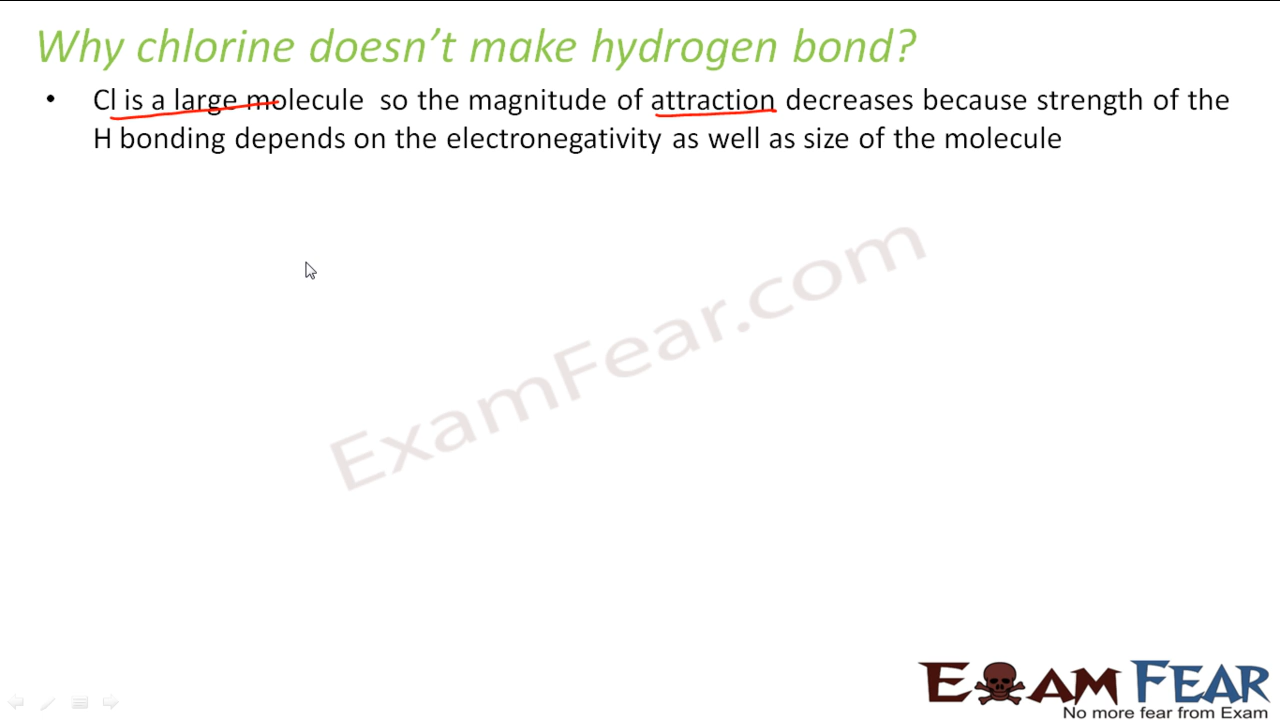 Why chlorine doesn't make hydrogen bond?
• Cl is a large molecule so the magnitude of attraction decreases because strength of the
H bonding depends on the electronegativity as well as size of the molecule
ExamFear.com
EXAM FEAR
No more fear from Exam